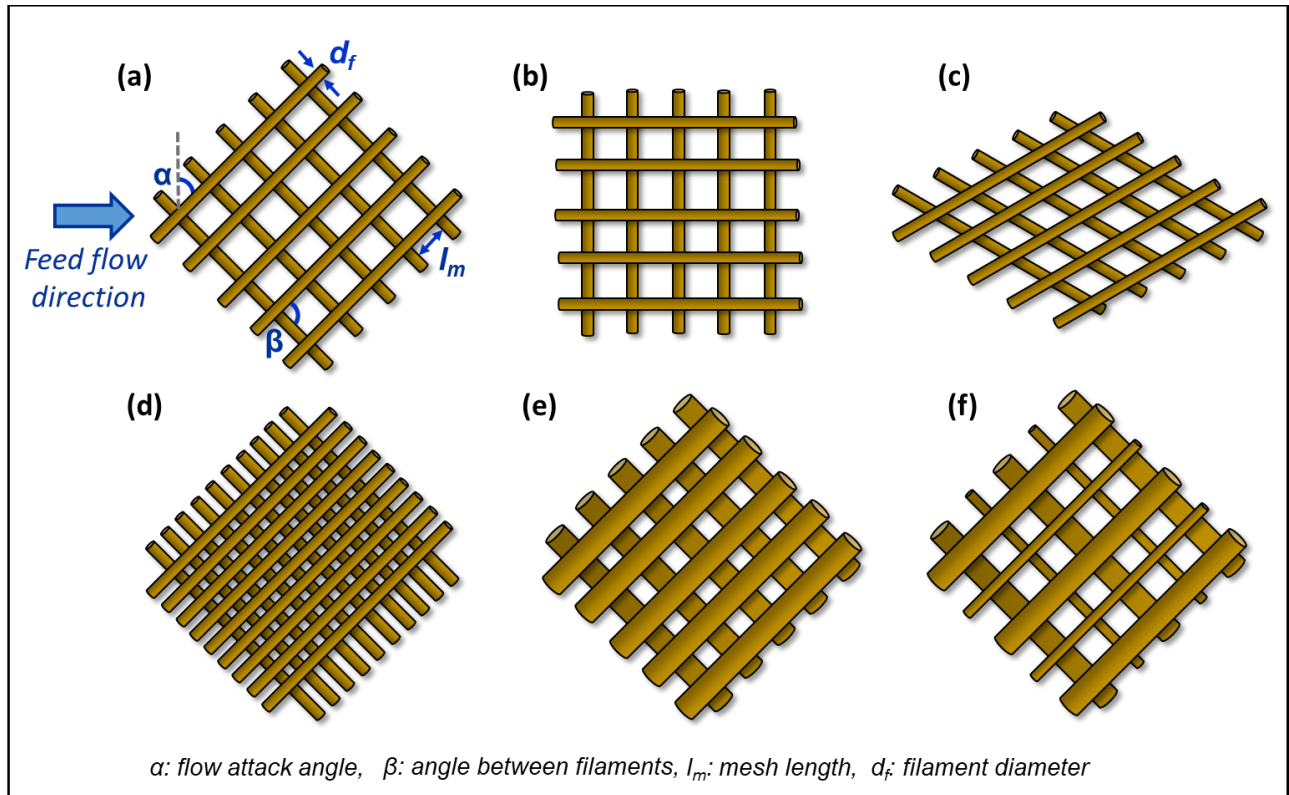 (a)
d_f
α
Feed flow
direction
l_m
β
(b)
(c)
(d)
(e)
(f)
α: flow attack angle, β: angle between filaments, l_m: mesh length, d_f: filament diameter